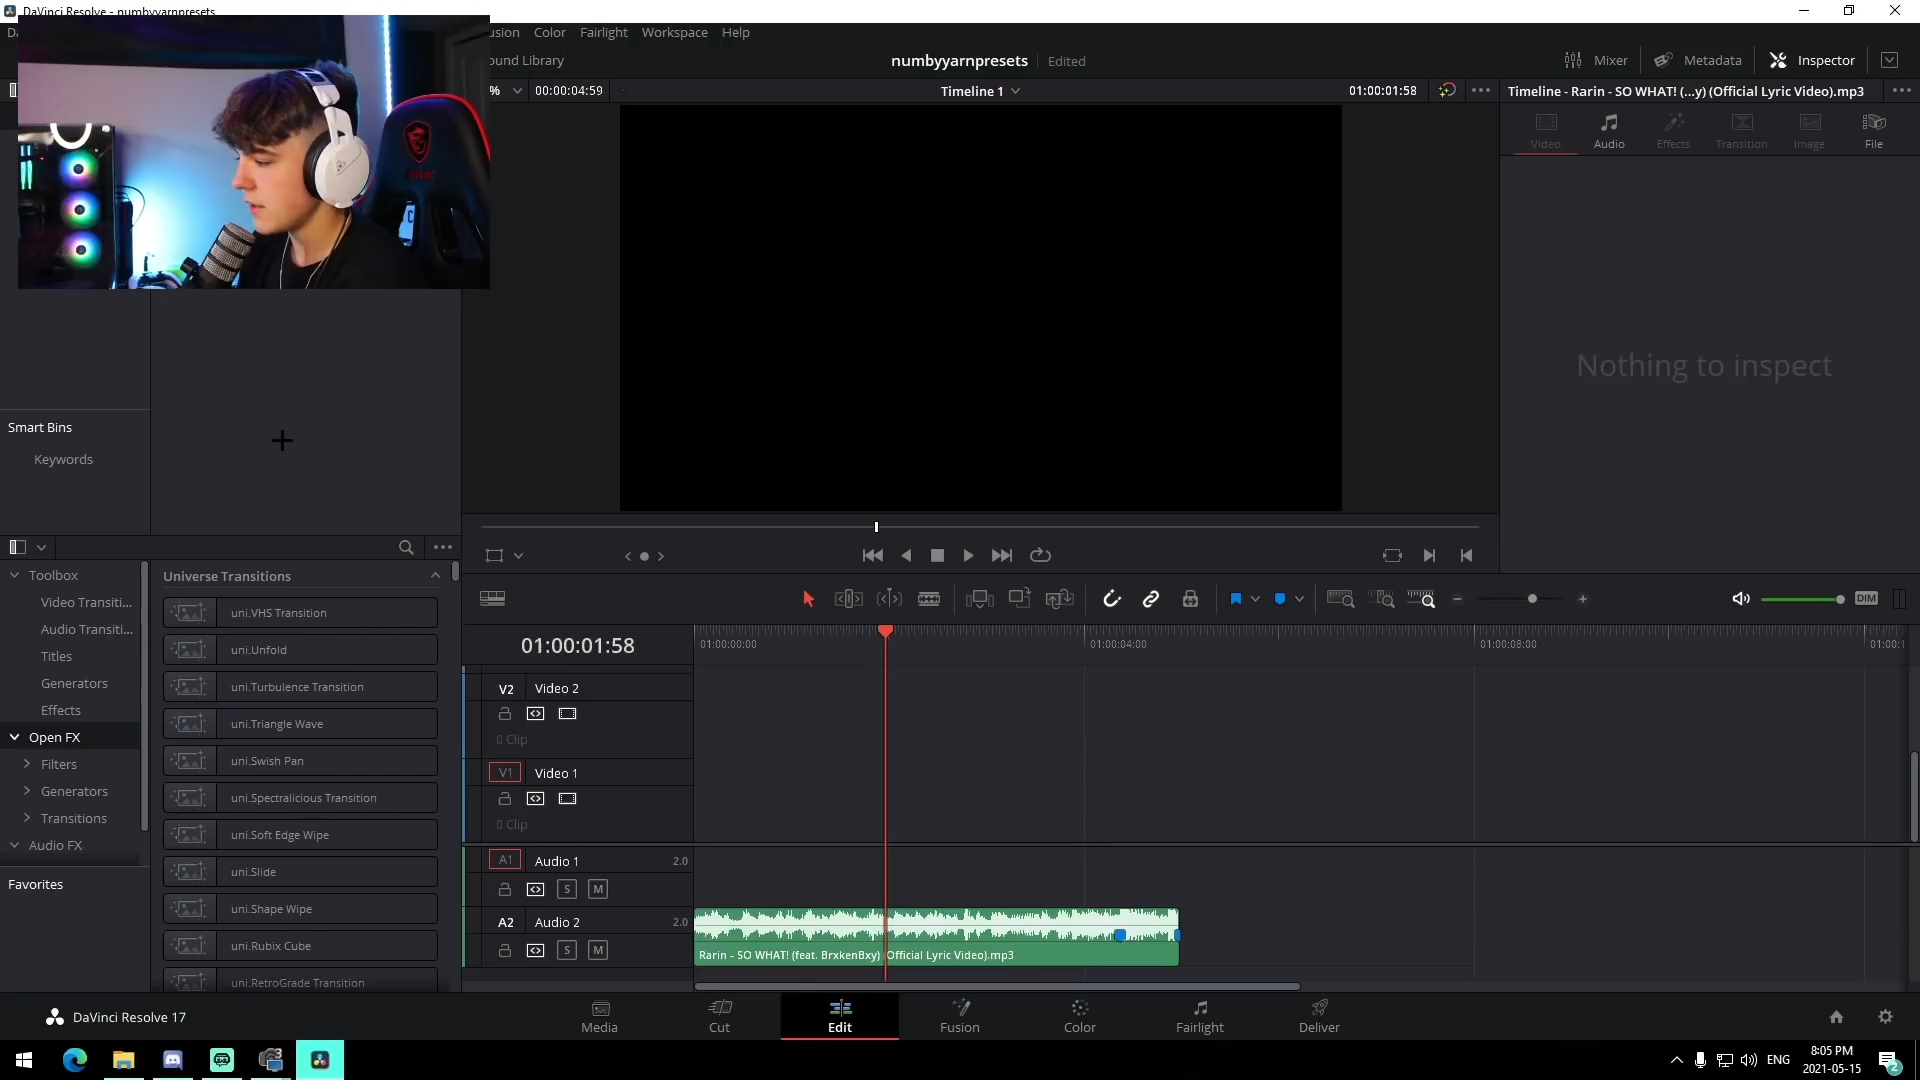 DaVinci Resolve - numbyyarnpresets
Fusion Color Fairlight Workspace Help
Sound Library
numbyyarnpresets Edited
Mixer Metadata Inspector
% 00:00:04:59 Timeline 1 01:00:01:58
Timeline - Rarin - SO WHAT! (...y) (Official Lyric Video).mp3
Video Audio Effects Transition Image File
Nothing to inspect
Smart Bins
Keywords
Toolbox
Video Transiti...
Audio Transiti...
Titles
Generators
Effects
Open FX
Filters
Generators
Transitions
Audio FX
Favorites
Universe Transitions
uni.VHS Transition
uni.Unfold
uni.Turbulence Transition
uni.Triangle Wave
uni.Swish Pan
uni.Spectralicious Transition
uni.Soft Edge Wipe
uni.Slide
uni.Shape Wipe
uni.Rubix Cube
uni.RetroGrade Transition
DIM
01:00:01:58
01:00:00:00 01:00:04:00 01:00:08:00 01:00:1
V2 Video 2
0 Clip
V1 Video 1
0 Clip
A1 Audio 1 2.0
S M
A2 Audio 2 2.0
S M
Rarin - SO WHAT! (feat. BrxkenBxy) (Official Lyric Video).mp3
DaVinci Resolve 17
Media Cut Edit Fusion Color Fairlight Deliver
ENG
8:05 PM
2021-05-15
2